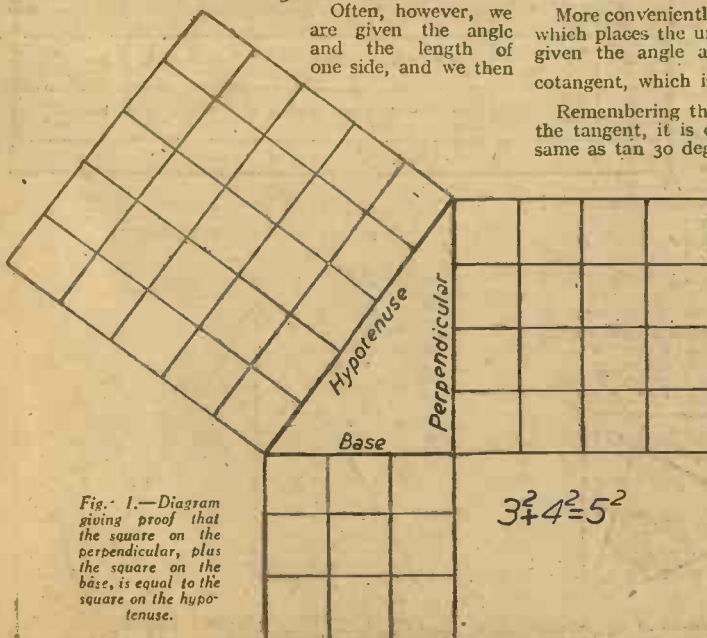 Often, however, we
are given the angle
and the length of
one side, and we then
More conveniently
which places the
given the angle
cotangent, which
Remembering
the tangent, it is
same as tan 30
Hypotenuse
Perpendicular
Base
Fig. 1.—Diagram
giving proof that
the square on the
perpendicular, plus
the square on the
base, is equal to the
square on the hypo-
tenuse.
3²+4²=5²